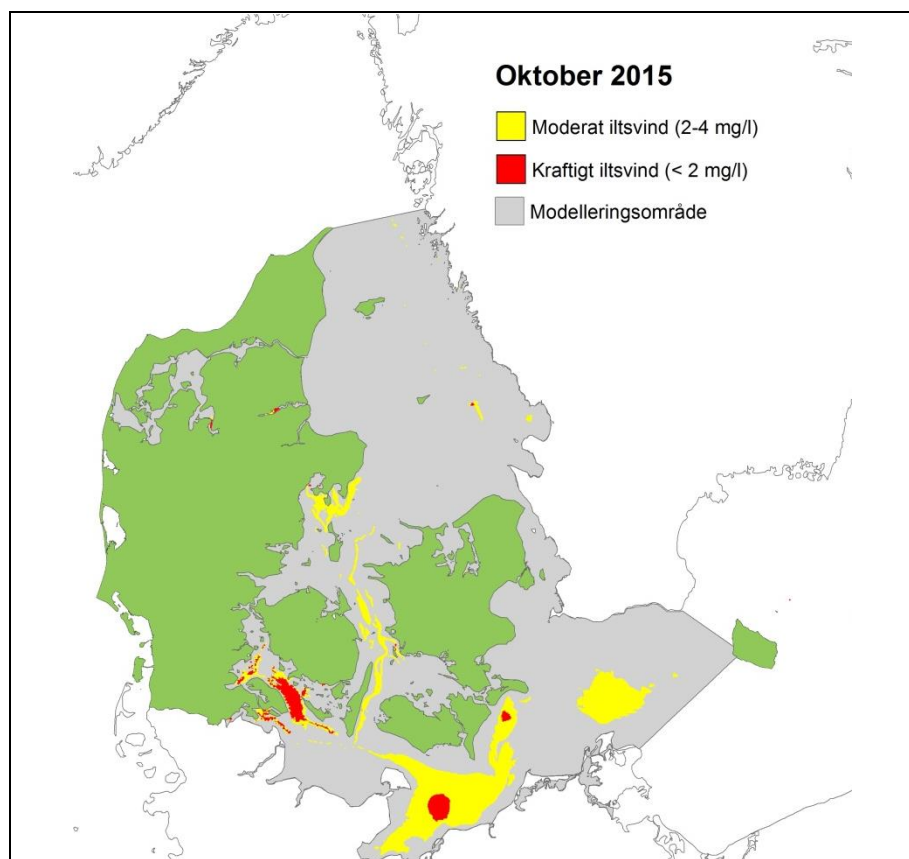 Oktober 2015
Moderat iltsvind (2-4 mg/l)
Kraftigt iltsvind (< 2 mg/l)
Modelleringsområde